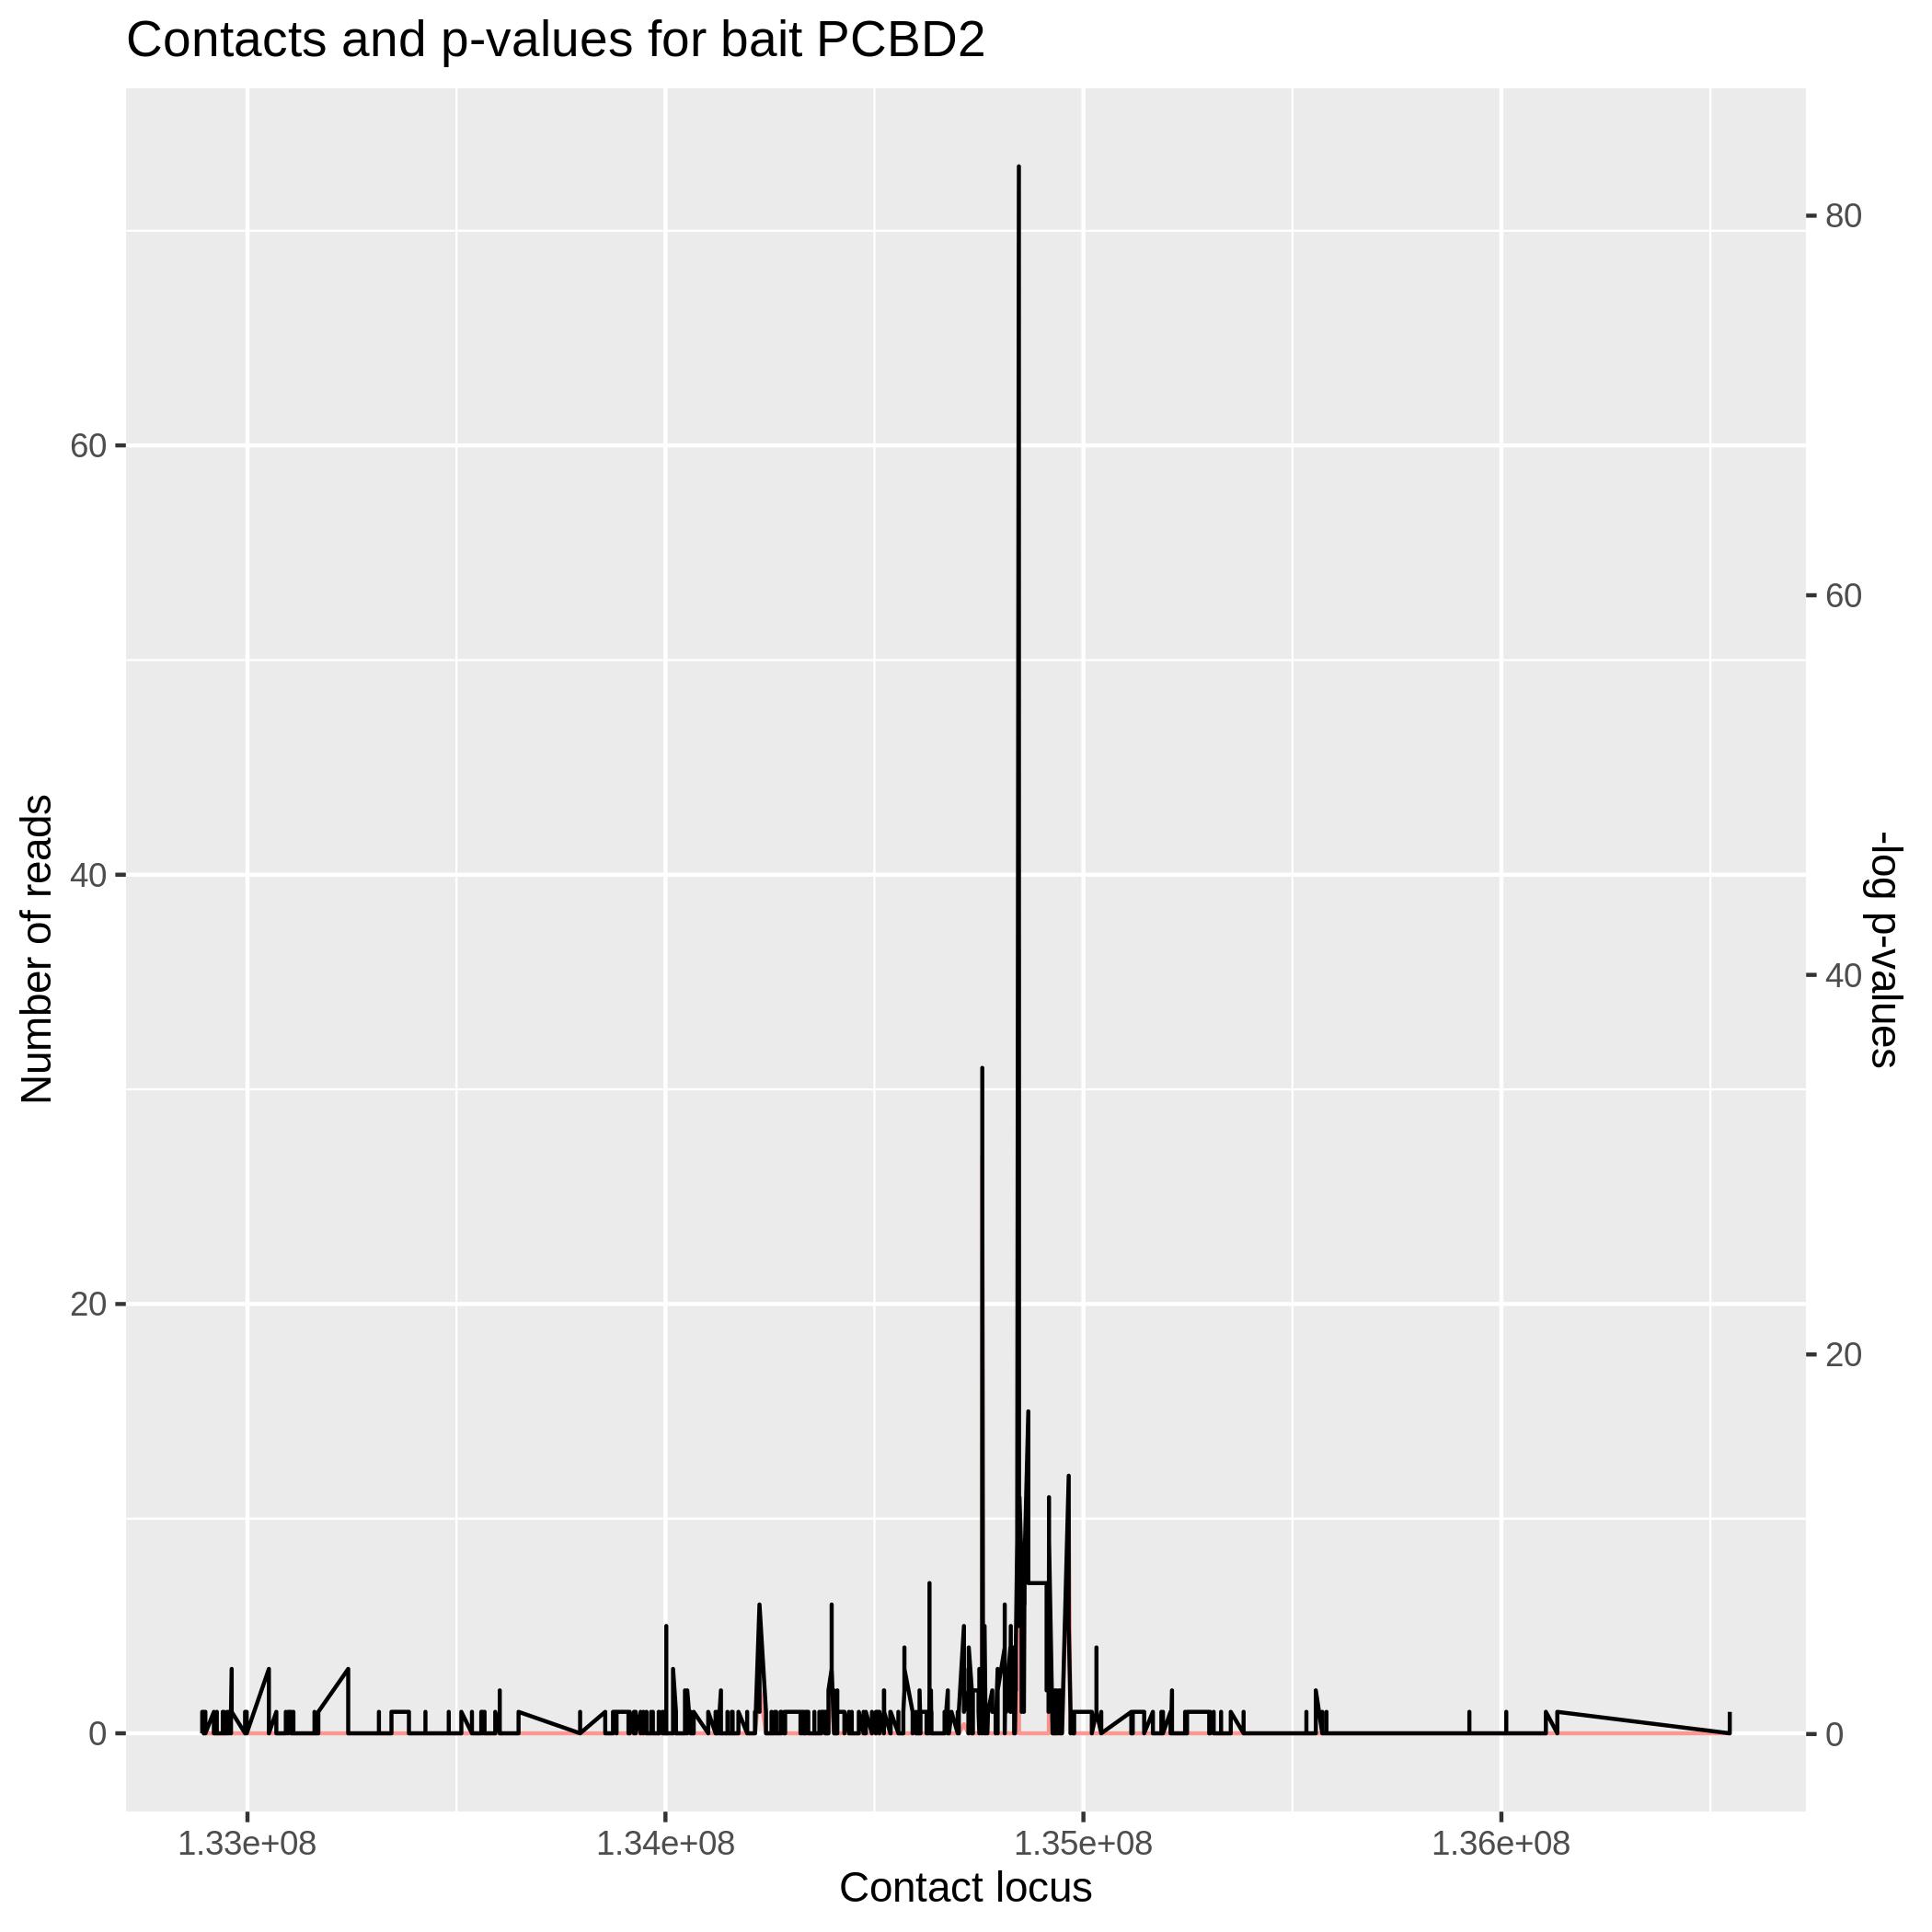 Contacts and p-values for bait PCBD2
Number of reads
60
40
20
0
80
60
40
20
0
-log p-values
1.33e+08 1.34e+08 1.35e+08 1.36e+08
Contact locus